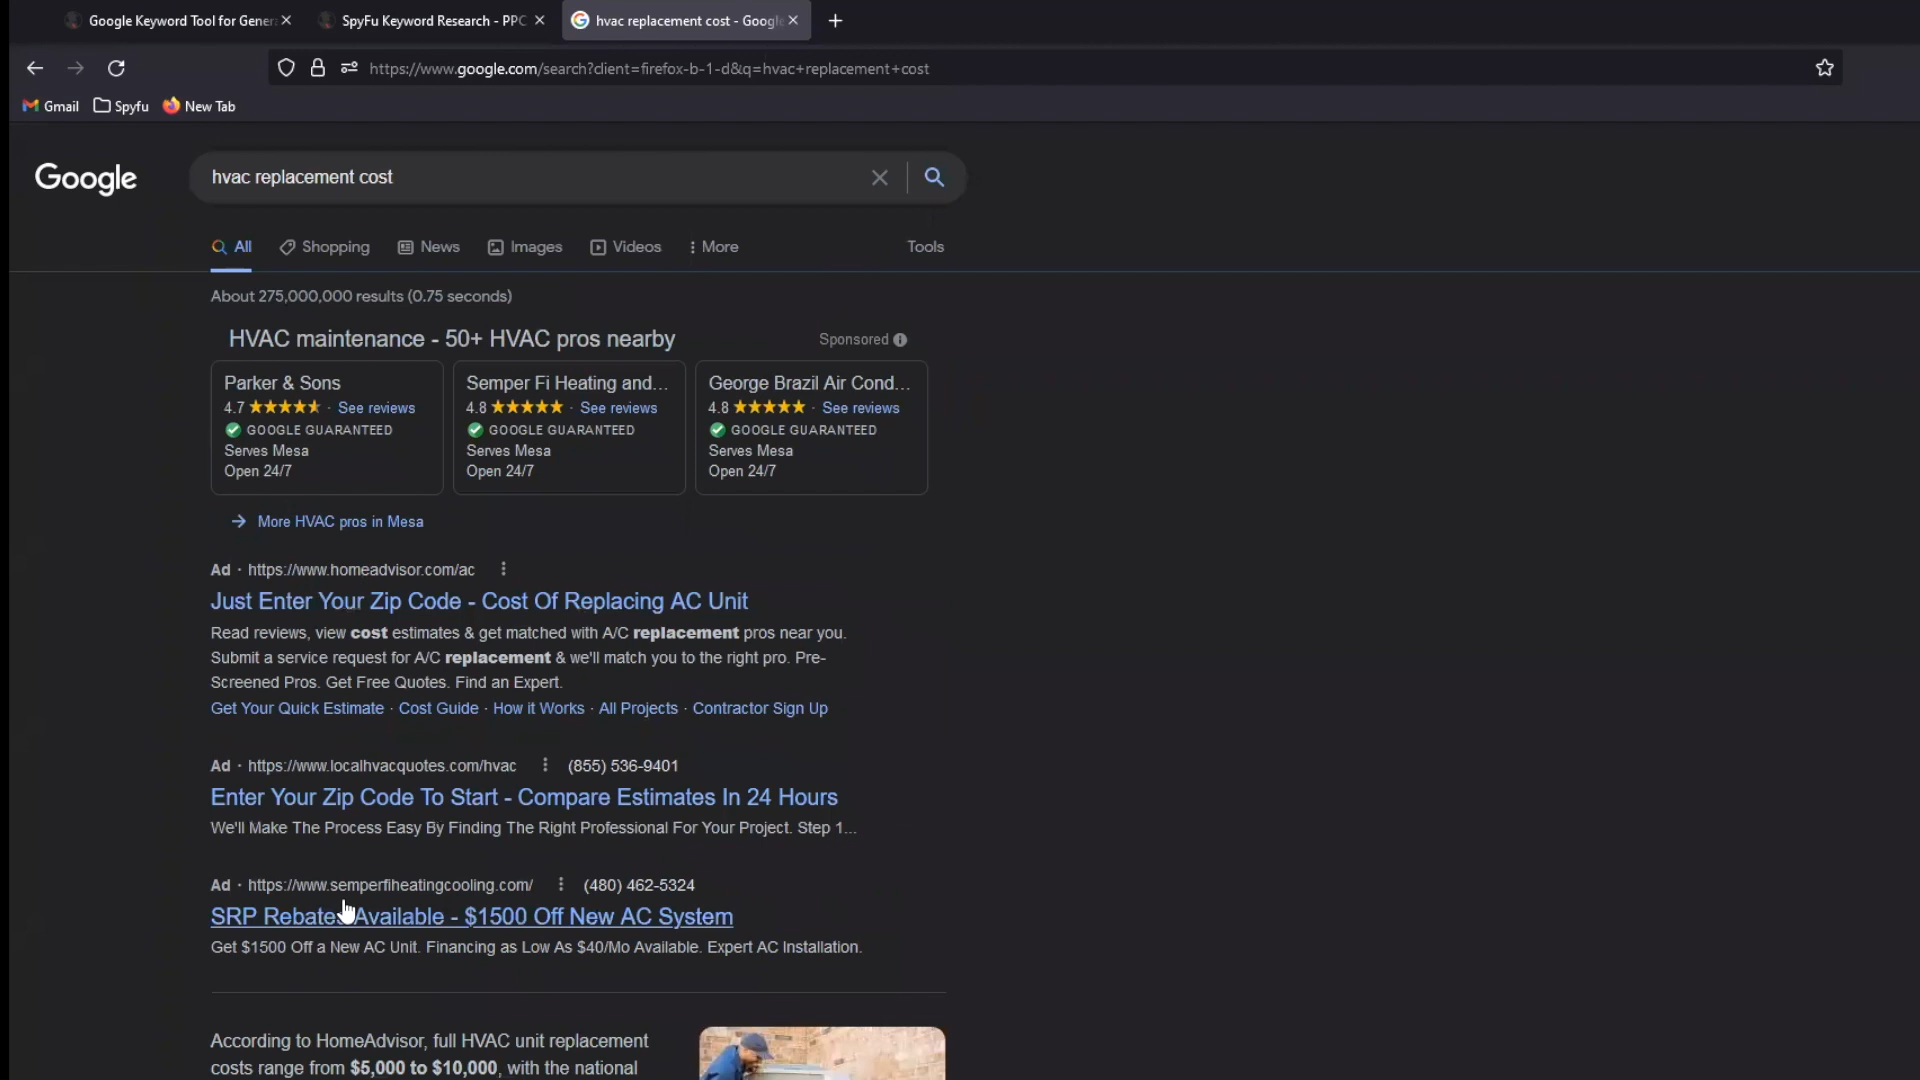 Google Keyword Tool for Gener
SpyFu Keyword Research - PPC
hvac replacement cost - Google
https://www.google.com/search?client=firefox-b-1-d&q=hvac+replacement+cost
Gmail Spyfu New Tab
Google
hvac replacement cost
All Shopping News Images Videos More Tools
About 275,000,000 results (0.75 seconds)
HVAC maintenance - 50+ HVAC pros nearby
Sponsored
Parker & Sons
4.7 · See reviews
GOOGLE GUARANTEED
Serves Mesa
Open 24/7
Semper Fi Heating and...
4.8 · See reviews
GOOGLE GUARANTEED
Serves Mesa
Open 24/7
George Brazil Air Cond...
4.8 · See reviews
GOOGLE GUARANTEED
Serves Mesa
Open 24/7
More HVAC pros in Mesa
Ad · https://www.homeadvisor.com/ac
Just Enter Your Zip Code - Cost Of Replacing AC Unit
Read reviews, view cost estimates & get matched with A/C replacement pros near you.
Submit a service request for A/C replacement & we'll match you to the right pro. Pre-
Screened Pros. Get Free Quotes. Find an Expert.
Get Your Quick Estimate · Cost Guide · How it Works · All Projects · Contractor Sign Up
Ad · https://www.localhvacquotes.com/hvac (855) 536-9401
Enter Your Zip Code To Start - Compare Estimates In 24 Hours
We'll Make The Process Easy By Finding The Right Professional For Your Project. Step 1...
Ad · https://www.semperfiheatingcooling.com/ (480) 462-5324
SRP Rebates Available - $1500 Off New AC System
Get $1500 Off a New AC Unit. Financing as Low As $40/Mo Available. Expert AC Installation.
According to HomeAdvisor, full HVAC unit replacement
costs range from $5,000 to $10,000, with the national